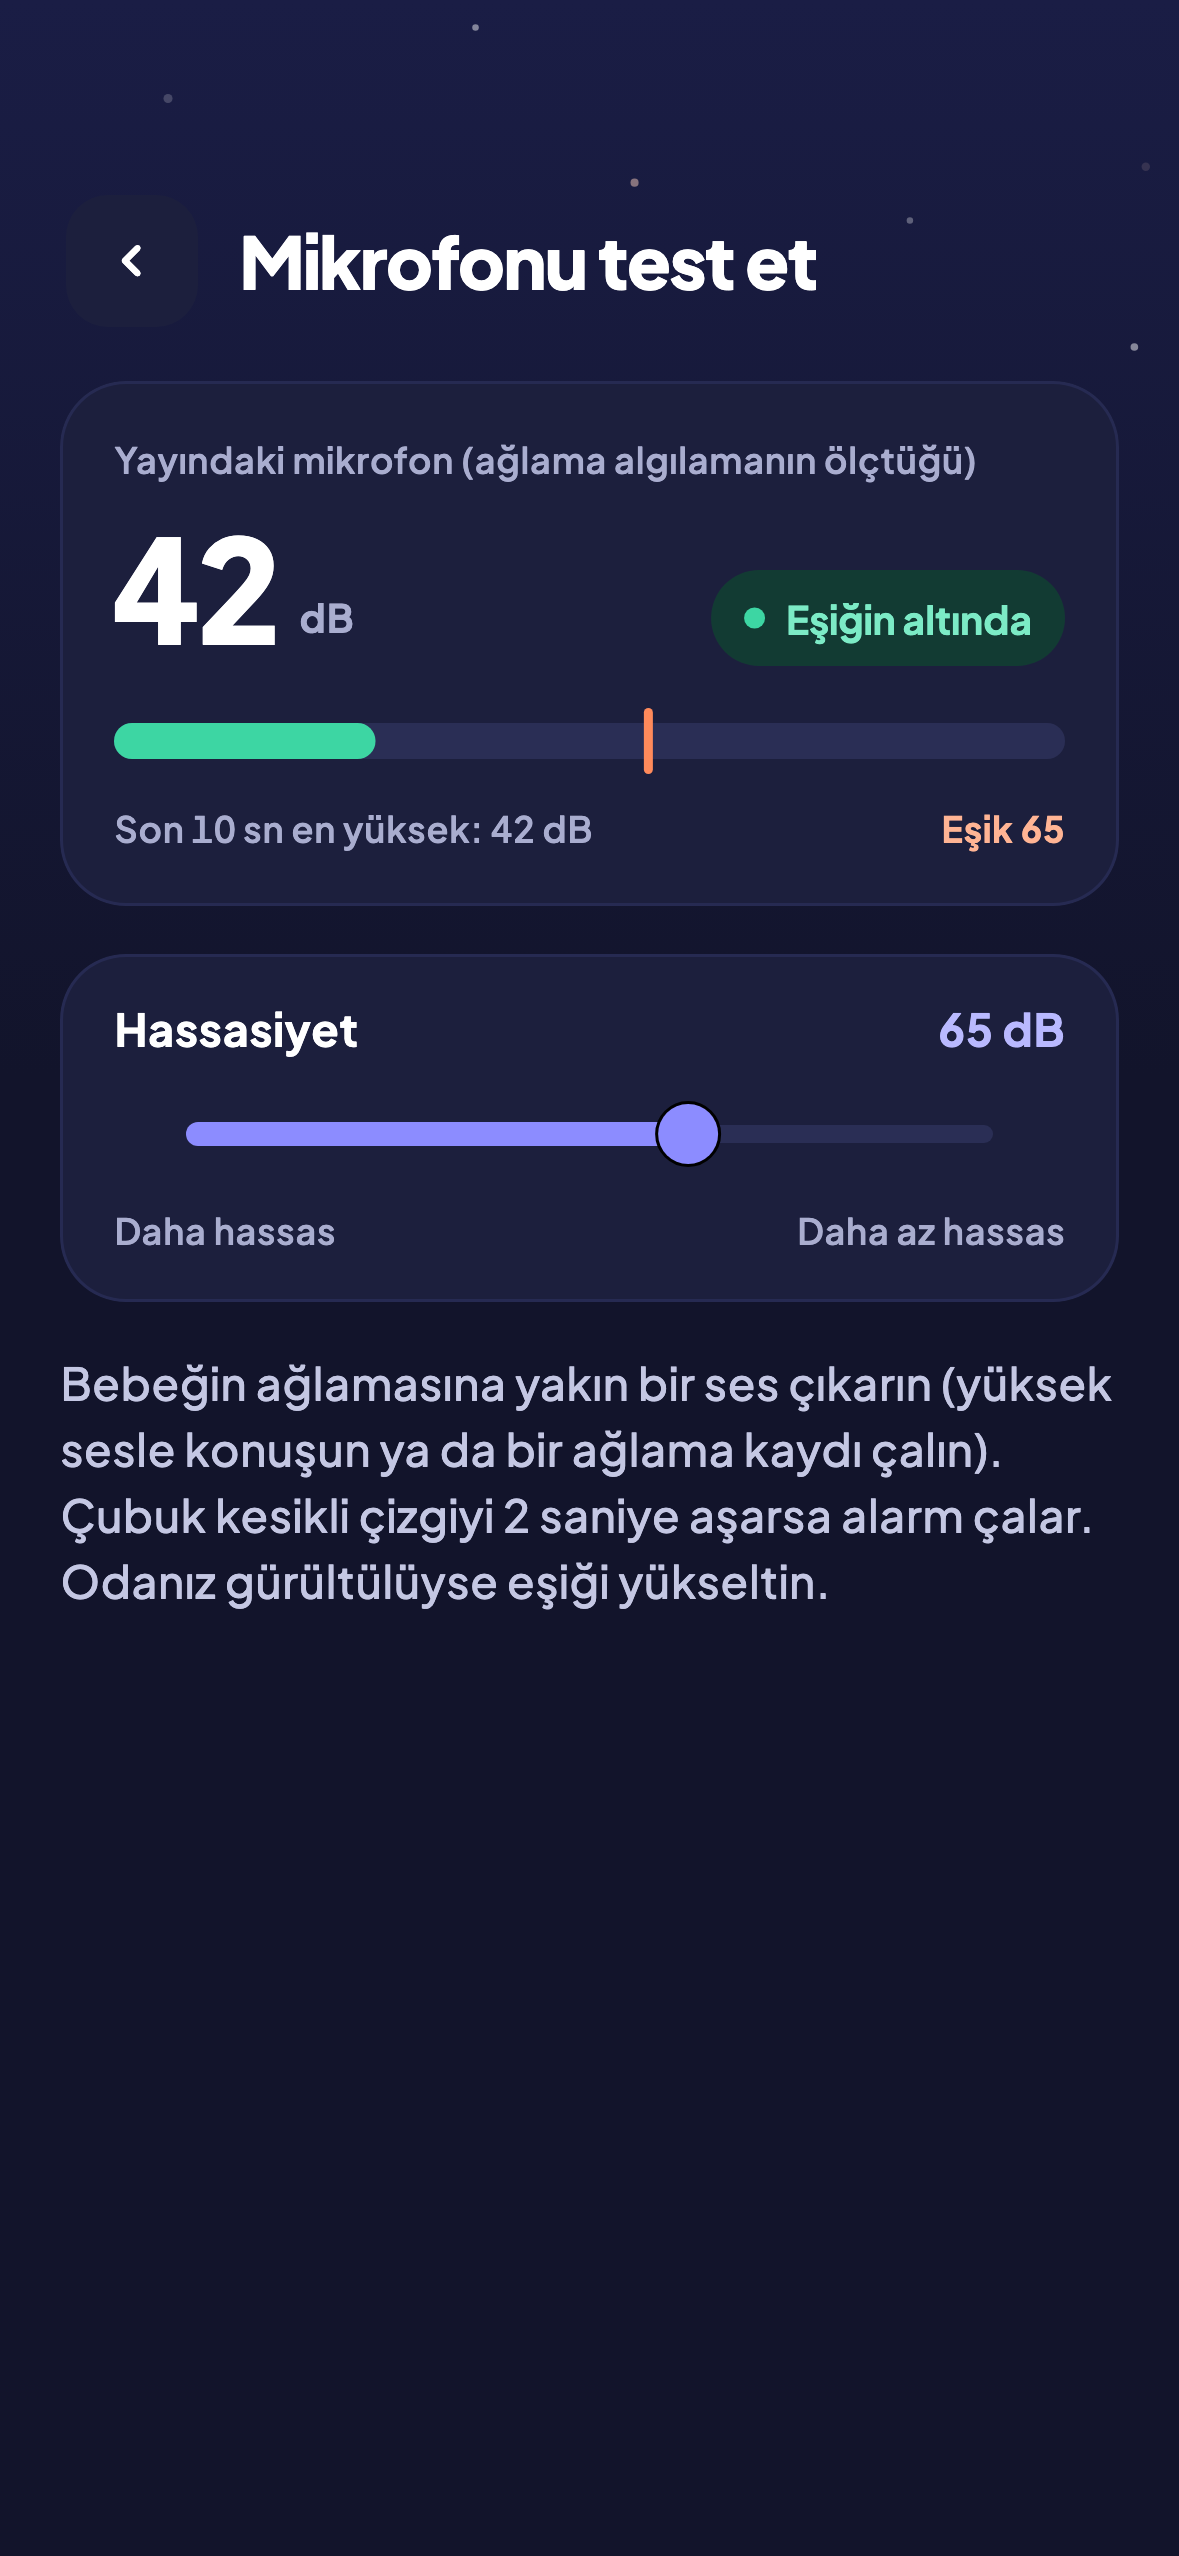 Mikrofonu test et
Yayındaki mikrofon (ağlama algılamanın ölçtüğü)
42 dB
Eşiğin altında
Son 10 sn en yüksek: 42 dB
Eşik 65
Hassasiyet
65 dB
Daha hassas
Daha az hassas
Bebeğin ağlamasına yakın bir ses çıkarın (yüksek
sesle konuşun ya da bir ağlama kaydı çalın).
Çubuk kesikli çizgiyi 2 saniye aşarsa alarm çalar.
Odanız gürültülüyse eşiği yükseltin.